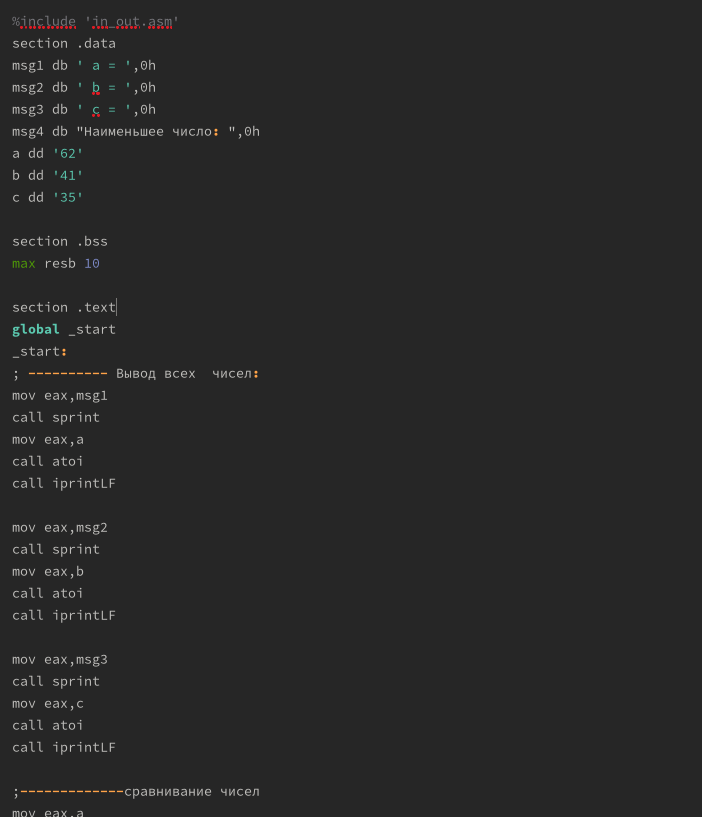 %include 'in_out.asm'
section .data
msg1 db ' a = ',0h
msg2 db ' b = ',0h
msg3 db ' c = ',0h
msg4 db "Наименьшее число: ",0h
a dd '62'
b dd '41'
c dd '35'
section .bss
max resb 10
section .text
global _start
_start:
; ---------- Вывод всех  чисел:
mov eax,msg1
call sprint
mov eax,a
call atoi
call iprintLF
mov eax,msg2
call sprint
mov eax,b
call atoi
call iprintLF
mov eax,msg3
call sprint
mov eax,c
call atoi
call iprintLF
;-------------сравнивание чисел
mov eax,a